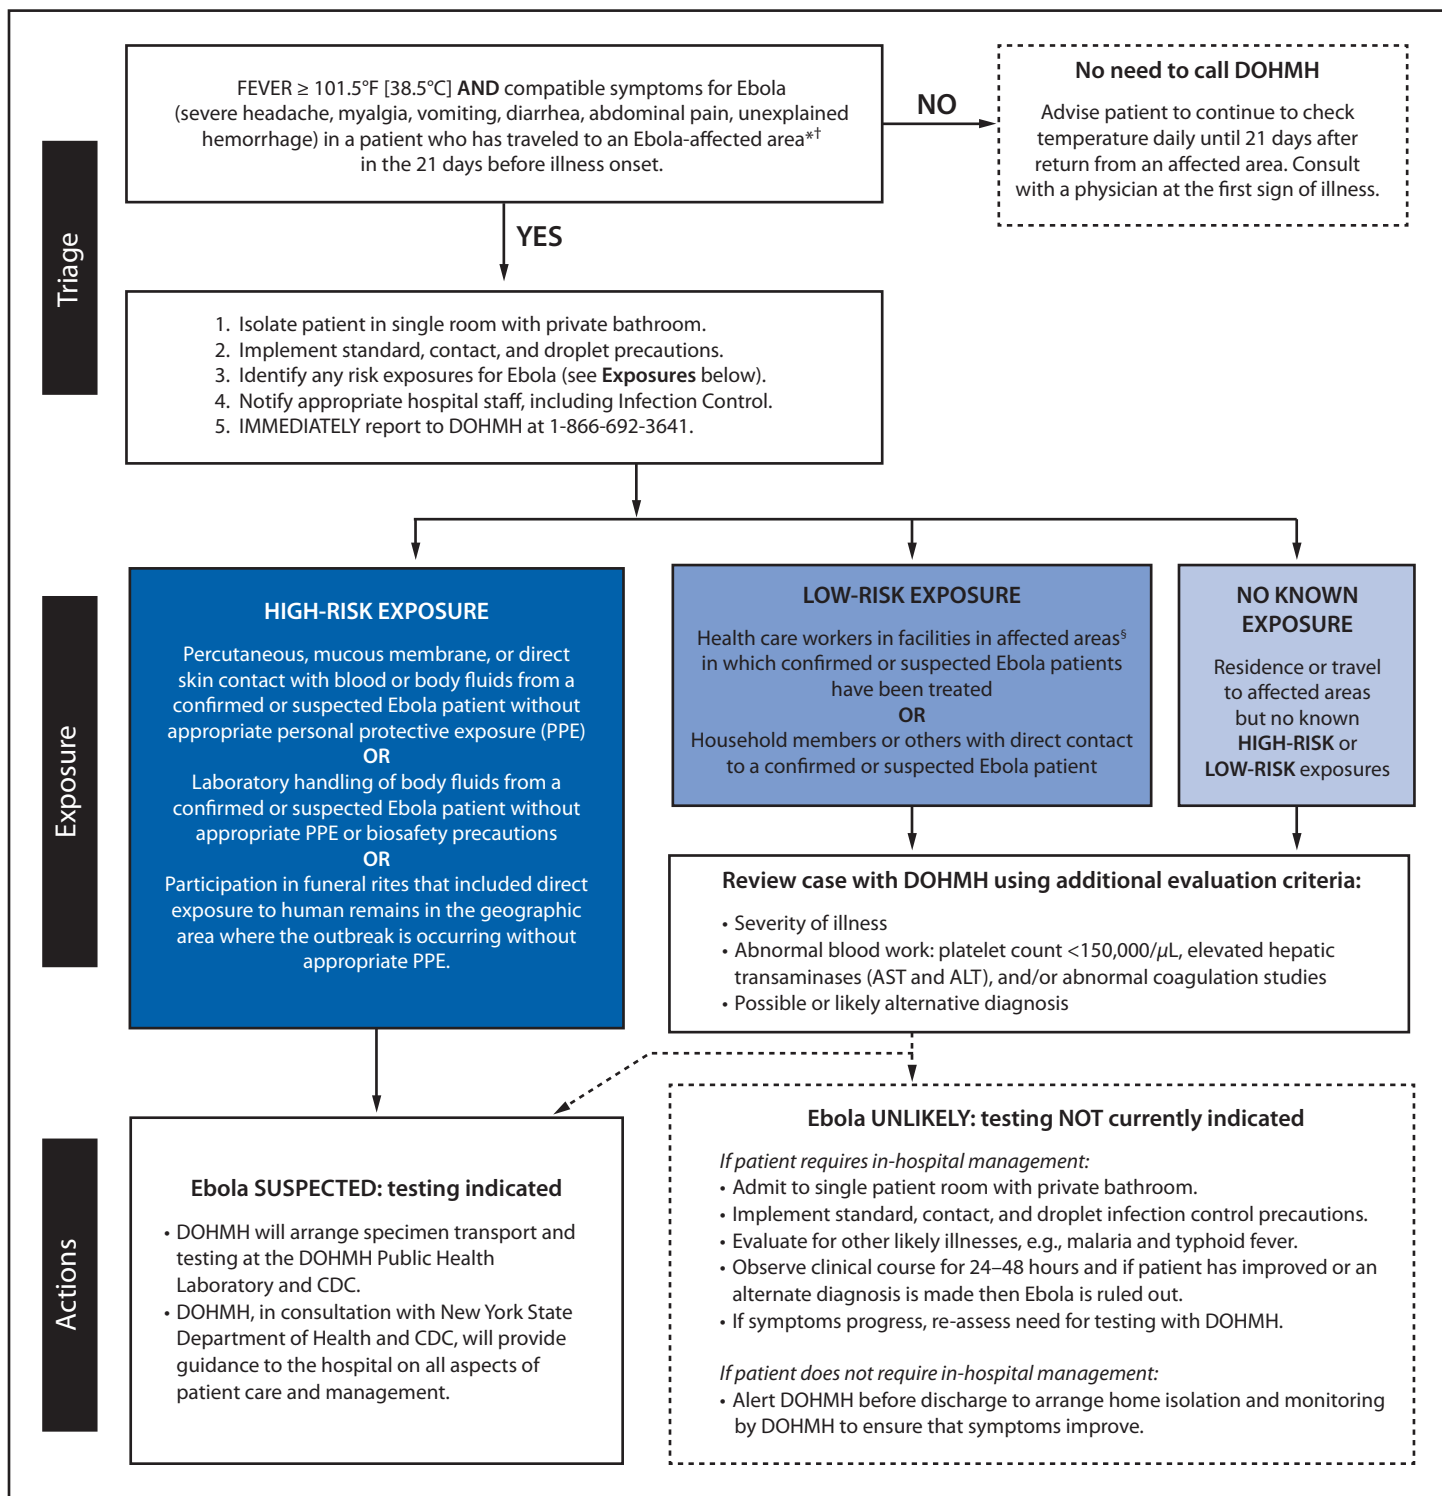 Triage
FEVER ≥ 101.5°F [38.5°C] AND compatible symptoms for Ebola
(severe headache, myalgia, vomiting, diarrhea, abdominal pain, unexplained
hemorrhage) in a patient who has traveled to an Ebola-affected area*†
in the 21 days before illness onset.
NO
No need to call DOHMH
Advise patient to continue to check
temperature daily until 21 days after
return from an affected area. Consult
with a physician at the first sign of illness.
YES
1. Isolate patient in single room with private bathroom.
2. Implement standard, contact, and droplet precautions.
3. Identify any risk exposures for Ebola (see Exposures below).
4. Notify appropriate hospital staff, including Infection Control.
5. IMMEDIATELY report to DOHMH at 1-866-692-3641.
Exposure
HIGH-RISK EXPOSURE
Percutaneous, mucous membrane, or direct
skin contact with blood or body fluids from a
confirmed or suspected Ebola patient without
appropriate personal protective exposure (PPE)
OR
Laboratory handling of body fluids from a
confirmed or suspected Ebola patient without
appropriate PPE or biosafety precautions
OR
Participation in funeral rites that included direct
exposure to human remains in the geographic
area where the outbreak is occurring without
appropriate PPE.
LOW-RISK EXPOSURE
Health care workers in facilities in affected areas§
in which confirmed or suspected Ebola patients
have been treated
OR
Household members or others with direct contact
to a confirmed or suspected Ebola patient
NO KNOWN
EXPOSURE
Residence or travel
to affected areas
but no known
HIGH-RISK or
LOW-RISK exposures
Review case with DOHMH using additional evaluation criteria:
• Severity of illness
• Abnormal blood work: platelet count <150,000/μL, elevated hepatic
transaminases (AST and ALT), and/or abnormal coagulation studies
• Possible or likely alternative diagnosis
Actions
Ebola SUSPECTED: testing indicated
• DOHMH will arrange specimen transport and
testing at the DOHMH Public Health
Laboratory and CDC.
• DOHMH, in consultation with New York State
Department of Health and CDC, will provide
guidance to the hospital on all aspects of
patient care and management.
Ebola UNLIKELY: testing NOT currently indicated
If patient requires in-hospital management:
• Admit to single patient room with private bathroom.
• Implement standard, contact, and droplet infection control precautions.
• Evaluate for other likely illnesses, e.g., malaria and typhoid fever.
• Observe clinical course for 24–48 hours and if patient has improved or an
alternate diagnosis is made then Ebola is ruled out.
• If symptoms progress, re-assess need for testing with DOHMH.
If patient does not require in-hospital management:
• Alert DOHMH before discharge to arrange home isolation and monitoring
by DOHMH to ensure that symptoms improve.